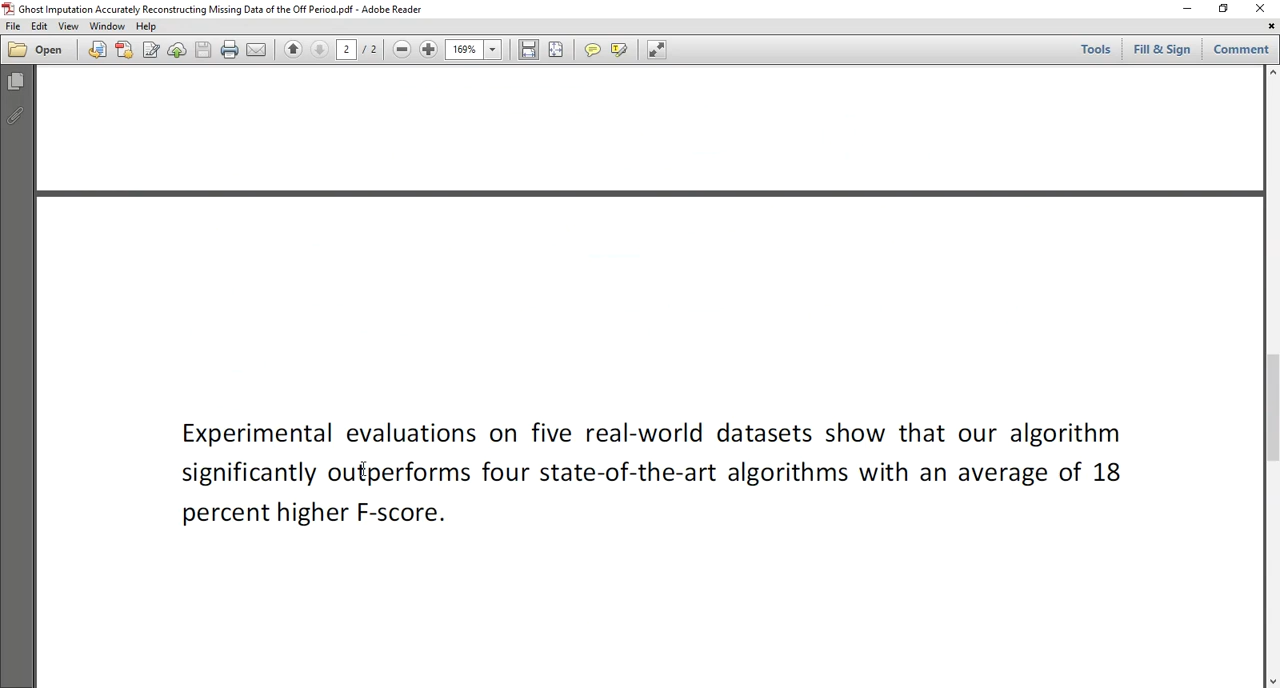 Ghost Imputation Accurately Reconstructing Missing Data of the Off Period.pdf - Adobe Reader
File Edit View Window Help
Open 2 / 2 169% Tools Fill & Sign Comment
Experimental evaluations on five real-world datasets show that our algorithm
significantly outperforms four state-of-the-art algorithms with an average of 18
percent higher F-score.